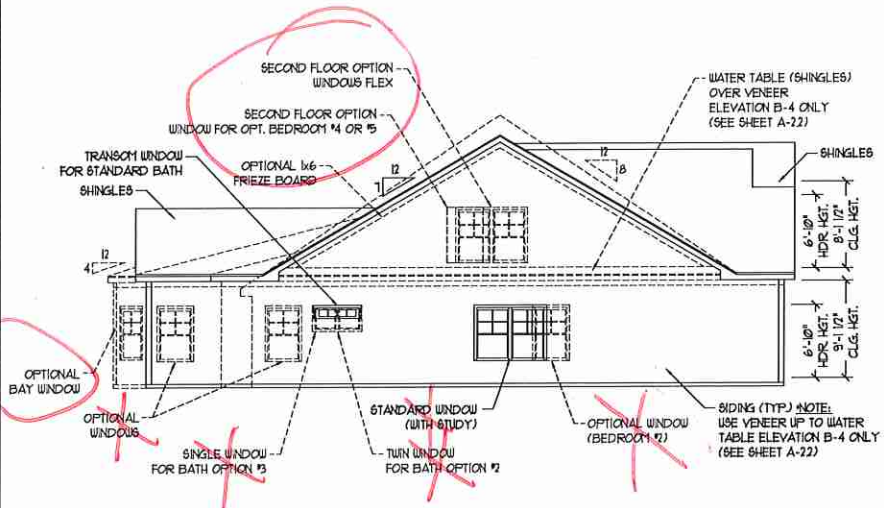 SECOND FLOOR OPTION
WINDOWS FLEX
SECOND FLOOR OPTION
WINDOW FOR OPT. BEDROOM #4 OR #5
TRANSOM WINDOW
FOR STANDARD BATH
SHINGLES
OPTIONAL 1x6
FRIEZE BOARD
12
7
12
8
WATER TABLE (SHINGLES)
OVER VENEER
ELEVATION B-4 ONLY
(SEE SHEET A-2.2)
SHINGLES
12
4
6'-10"
HDR. HGT.
8'-1 1/2"
CLG. HGT.
6'-10"
HDR. HGT.
9'-1 1/2"
CLG. HGT.
OPTIONAL
BAY WINDOW
OPTIONAL
WINDOWS
SINGLE WINDOW
FOR BATH OPTION #3
STANDARD WINDOW
(WITH STUDY)
TWIN WINDOW
FOR BATH OPTION #2
OPTIONAL WINDOW
(BEDROOM #2)
SIDING (TYP.) *NOTE:
USE VENEER UP TO WATER
TABLE ELEVATION B-4 ONLY
(SEE SHEET A-2.2)